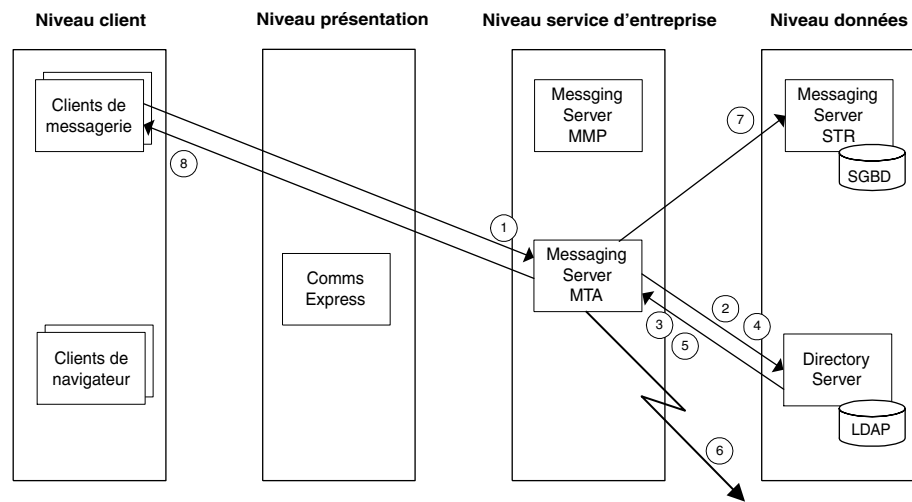 Niveau client
Niveau présentation
Niveau service d'entreprise
Niveau données
Clients de
messagerie
Messging
Server
MMP
Messaging
Server
STR
SGBD
7
8
1
Comms
Express
Messaging
Server
MTA
2
3
4
5
Clients de
navigateur
Directory
Server
LDAP
6